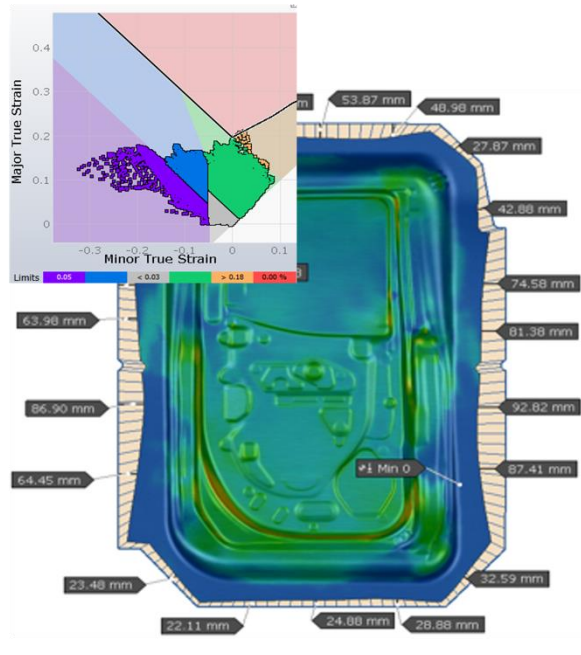 0.4
0.3
0.2
0.1
0
Major True Strain
-0.3
-0.2
-0.1
0
0.1
Minor True Strain
Limits 0.05 < 0.03 > 0.18 0.00 %
m
53.87 mm
48.98 mm
27.87 mm
42.88 mm
74.58 mm
63.98 mm
81.38 mm
86.90 mm
92.82 mm
64.45 mm
Min 0
87.41 mm
23.48 mm
32.59 mm
22.11 mm
24.88 mm
28.88 mm